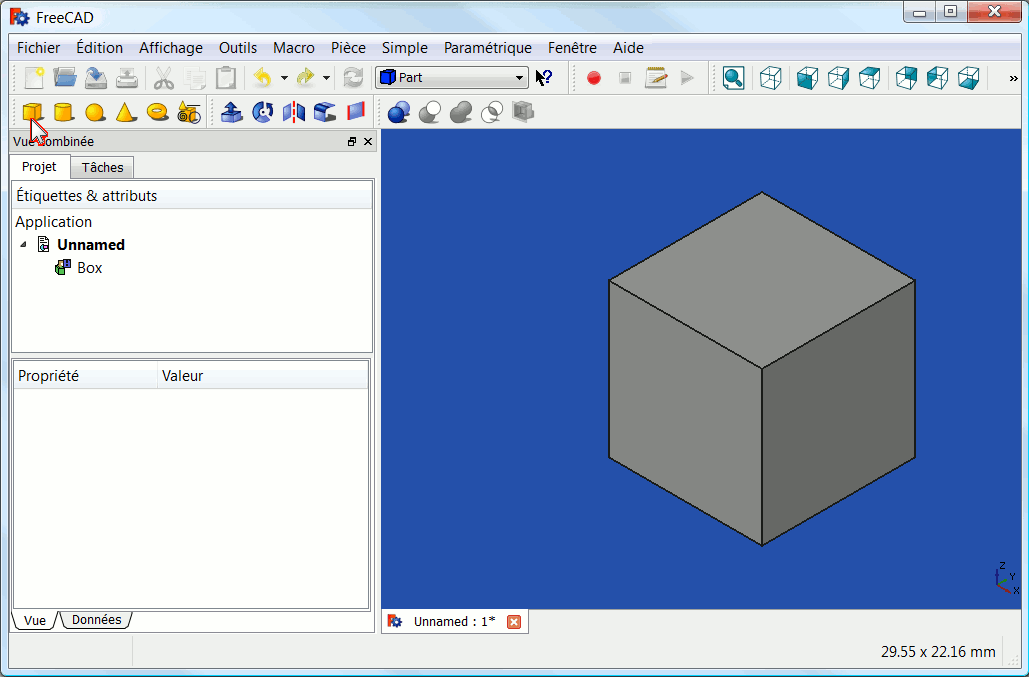 FreeCAD
Fichier Édition Affichage Outils Macro Pièce Simple Paramétrique Fenêtre Aide
Part
»
Vue combinée
Projet Tâches
Étiquettes & attributs
Application
Unnamed
Box
Propriété Valeur
Z
Y
X
Vue Données
Unnamed : 1*
29.55 x 22.16 mm